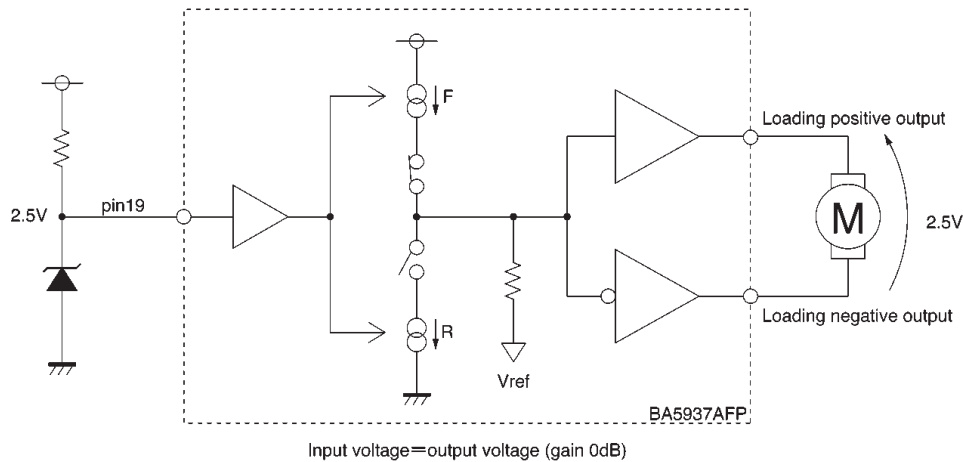 F
Loading positive output
pin19
2.5V
M
2.5V
R
Loading negative output
Vref
BA5937AFP
Input voltage=output voltage (gain 0dB)